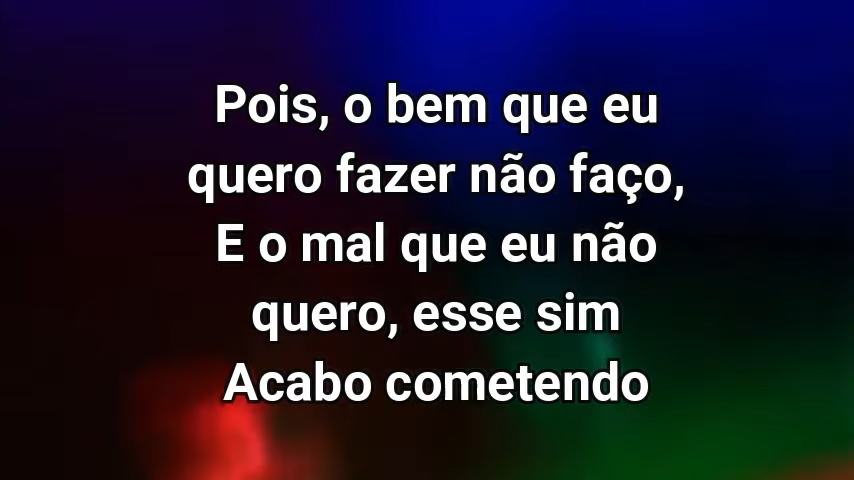 Pois, o bem que eu
quero fazer não faço,
E o mal que eu não
quero, esse sim
Acabo cometendo